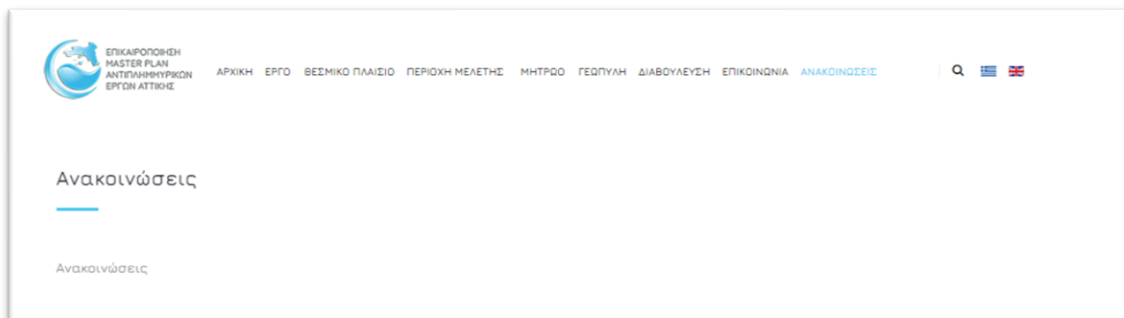 ΕΠΙΚΑΙΡΟΠΟΙΗΣΗ
MASTER PLAN
ΑΝΤΙΠΛΗΜΜΥΡΙΚΩΝ
ΕΡΓΩΝ ΑΤΤΙΚΗΣ
ΑΡΧΙΚΗ ΕΡΓΟ ΘΕΣΜΙΚΟ ΠΛΑΙΣΙΟ ΠΕΡΙΟΧΗ ΜΕΛΕΤΗΣ ΜΗΤΡΩΟ ΓΕΩΠΥΛΗ ΔΙΑΒΟΥΛΕΥΣΗ ΕΠΙΚΟΙΝΩΝΙΑ ΑΝΑΚΟΙΝΩΣΕΙΣ
Ανακοινώσεις
Ανακοινώσεις